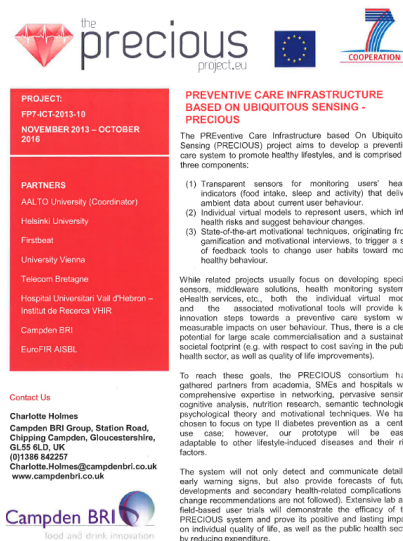 the
precious
project.eu
7
COOPERATION
PROJECT:
FP7-ICT-2013-10
NOVEMBER 2013 – OCTOBER
2016
PARTNERS
AALTO University (Coordinator)
Helsinki University
Firstbeat
University Vienna
Telecom Bretagne
Hospital Universitari Vall d'Hebron –
Institut de Recerca VHIR
Campden BRI
EuroFIR AISBL
Contact Us
Charlotte Holmes
Campden BRI Group, Station Road,
Chipping Campden, Gloucestershire,
GL55 6LD, UK
(0)1386 842257
Charlotte.Holmes@campdenbri.co.uk
www.campdenbri.co.uk
Campden BRI
food and drink innovation
PREVENTIVE CARE INFRASTRUCTURE
BASED ON UBIQUITOUS SENSING -
PRECIOUS
The PREventive Care Infrastructure based On Ubiquito
Sensing (PRECIOUS) project aims to develop a preventi
care system to promote healthy lifestyles, and is comprised
three components:
(1) Transparent sensors for monitoring users' hea
indicators (food intake, sleep and activity) that deliv
ambient data about current user behaviour.
(2) Individual virtual models to represent users, which inf
health risks and suggest behaviour changes.
(3) State-of-the-art motivational techniques, originating fro
gamification and motivational interviews, to trigger a s
of feedback tools to change user habits toward mo
healthy behaviour.
While related projects usually focus on developing speci
sensors, middleware solutions, health monitoring system
eHealth services, etc., both the individual virtual mod
and the associated motivational tools will provide k
innovation steps towards a preventive care system w
measurable impacts on user behaviour. Thus, there is a cle
potential for large scale commercialisation and a sustainab
societal footprint (e.g. with respect to cost saving in the pub
health sector, as well as quality of life improvements).
To reach these goals, the PRECIOUS consortium ha
gathered partners from academia, SMEs and hospitals w
comprehensive expertise in networking, pervasive sensin
cognitive analysis, nutrition research, semantic technologie
psychological theory and motivational techniques. We ha
chosen to focus on type II diabetes prevention as a cent
use case; however, our prototype will be eas
adaptable to other lifestyle-induced diseases and their ri
factors.
The system will not only detect and communicate detail
early warning signs, but also provide forecasts of futu
developments and secondary health-related complications
change recommendations are not followed). Extensive lab a
field-based user trials will demonstrate the efficacy of t
PRECIOUS system and prove its positive and lasting imp
on individual quality of life, as well as the public health sect
by reducing expenditure.